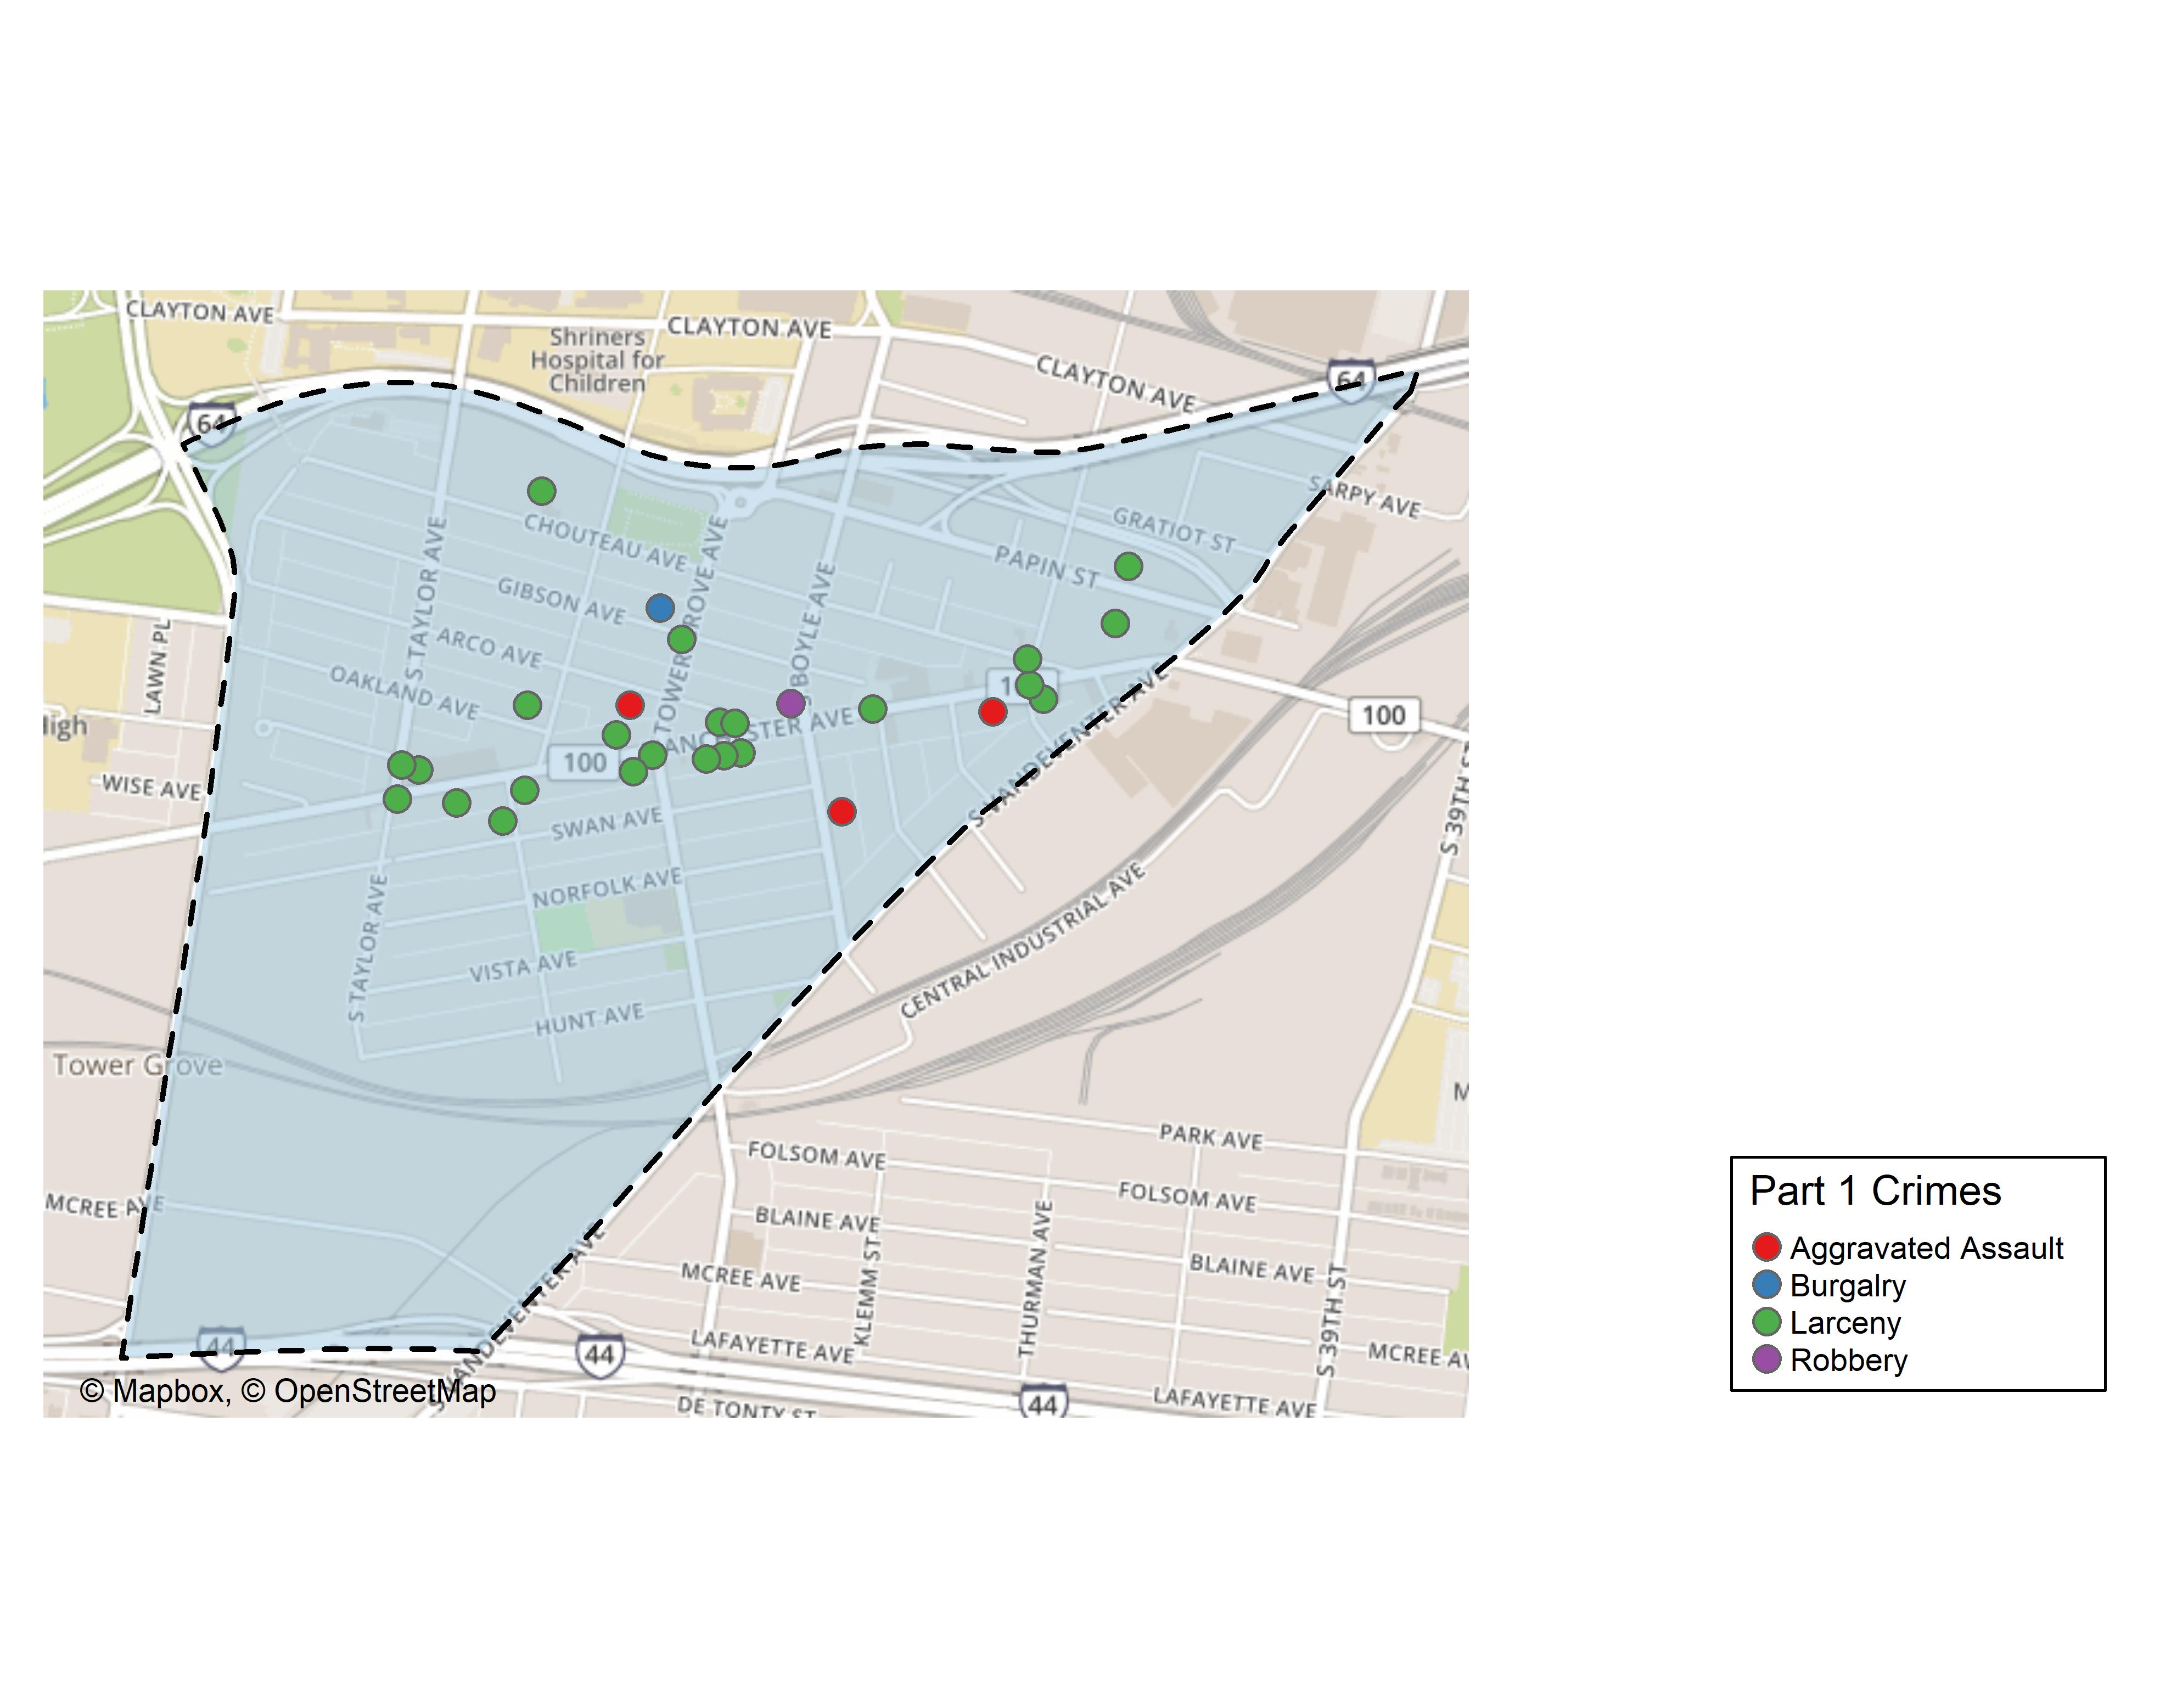 CLAYTON AVE
CLAYTON AVE
Shriners
Hospital for
Children
CLAYTON AVE
64
64
SARPY AVE
GRATIOT ST
CHOUTEAU AVE
PAPIN ST
S TAYLOR AVE
GIBSON AVE
TOWER GROVE AVE
S BOYLE AVE
ARCO AVE
OAKLAND AVE
LAWN PL
100
100
S VANDEVENTER AVE
WISE AVE
SWAN AVE
S 39TH ST
NORFOLK AVE
S TAYLOR AVE
VISTA AVE
CENTRAL INDUSTRIAL AVE
HUNT AVE
Tower Grove
PARK AVE
FOLSOM AVE
FOLSOM AVE
MCREE AVE
BLAINE AVE
BLAINE AVE
KLEMM ST
THURMAN AVE
S 39TH ST
MCREE AVE
S VANDEVENTER AVE
LAFAYETTE AVE
44
44
44
LAFAYETTE AVE
DE TONTY ST
© Mapbox, © OpenStreetMap
Part 1 Crimes
Aggravated Assault
Burgalry
Larceny
Robbery